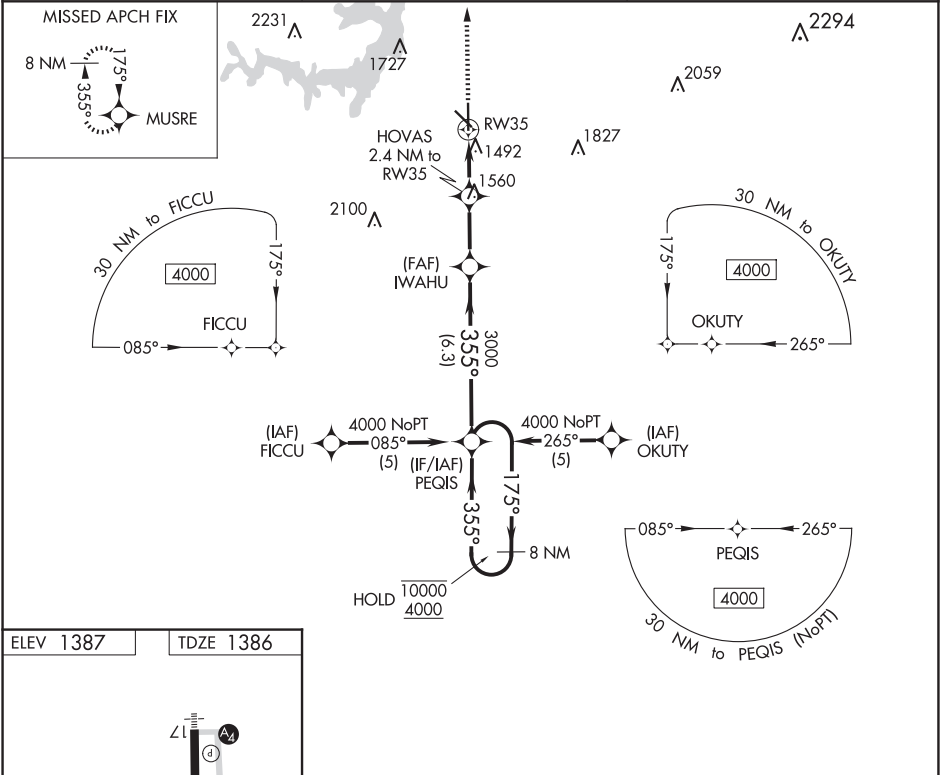 MISSED APCH FIX
8 NM
175°
355°
MUSRE
2231
1727
2294
2059
1827
RW35
1492
HOVAS
2.4 NM to
RW35
1560
2100
30 NM to FICCU
4000
175°
FICCU
085°
30 NM to OKUTY
175°
4000
OKUTY
265°
(FAF)
IWAHU
3000
355°
(6.3)
(IAF)
FICCU
4000 NoPT
085°
(5)
(IF/IAF)
PEQIS
4000 NoPT
265°
(5)
(IAF)
OKUTY
175°
355°
8 NM
HOLD
10000
4000
085°
265°
PEQIS
4000
30 NM to PEQIS (NoPT)
ELEV 1387
TDZE 1386
17
A4
P